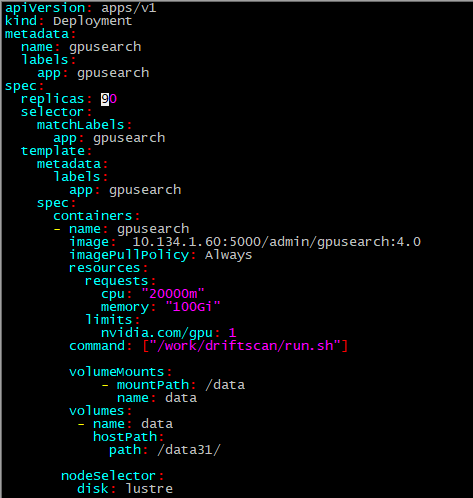 apiVersion: apps/v1
kind: Deployment
metadata:
  name: gpusearch
  labels:
    app: gpusearch
spec:
  replicas: 90
  selector:
    matchLabels:
      app: gpusearch
  template:
    metadata:
      labels:
        app: gpusearch
    spec:
      containers:
      - name: gpusearch
        image:  10.134.1.60:5000/admin/gpusearch:4.0
        imagePullPolicy: Always
        resources:
          requests:
            cpu: "20000m"
            memory: "100Gi"
          limits:
            nvidia.com/gpu: 1
        command: ["/work/driftscan/run.sh"]

        volumeMounts:
            - mountPath: /data
              name: data
        volumes:
         - name: data
           hostPath:
             path: /data31/

       nodeSelector:
         disk: lustre